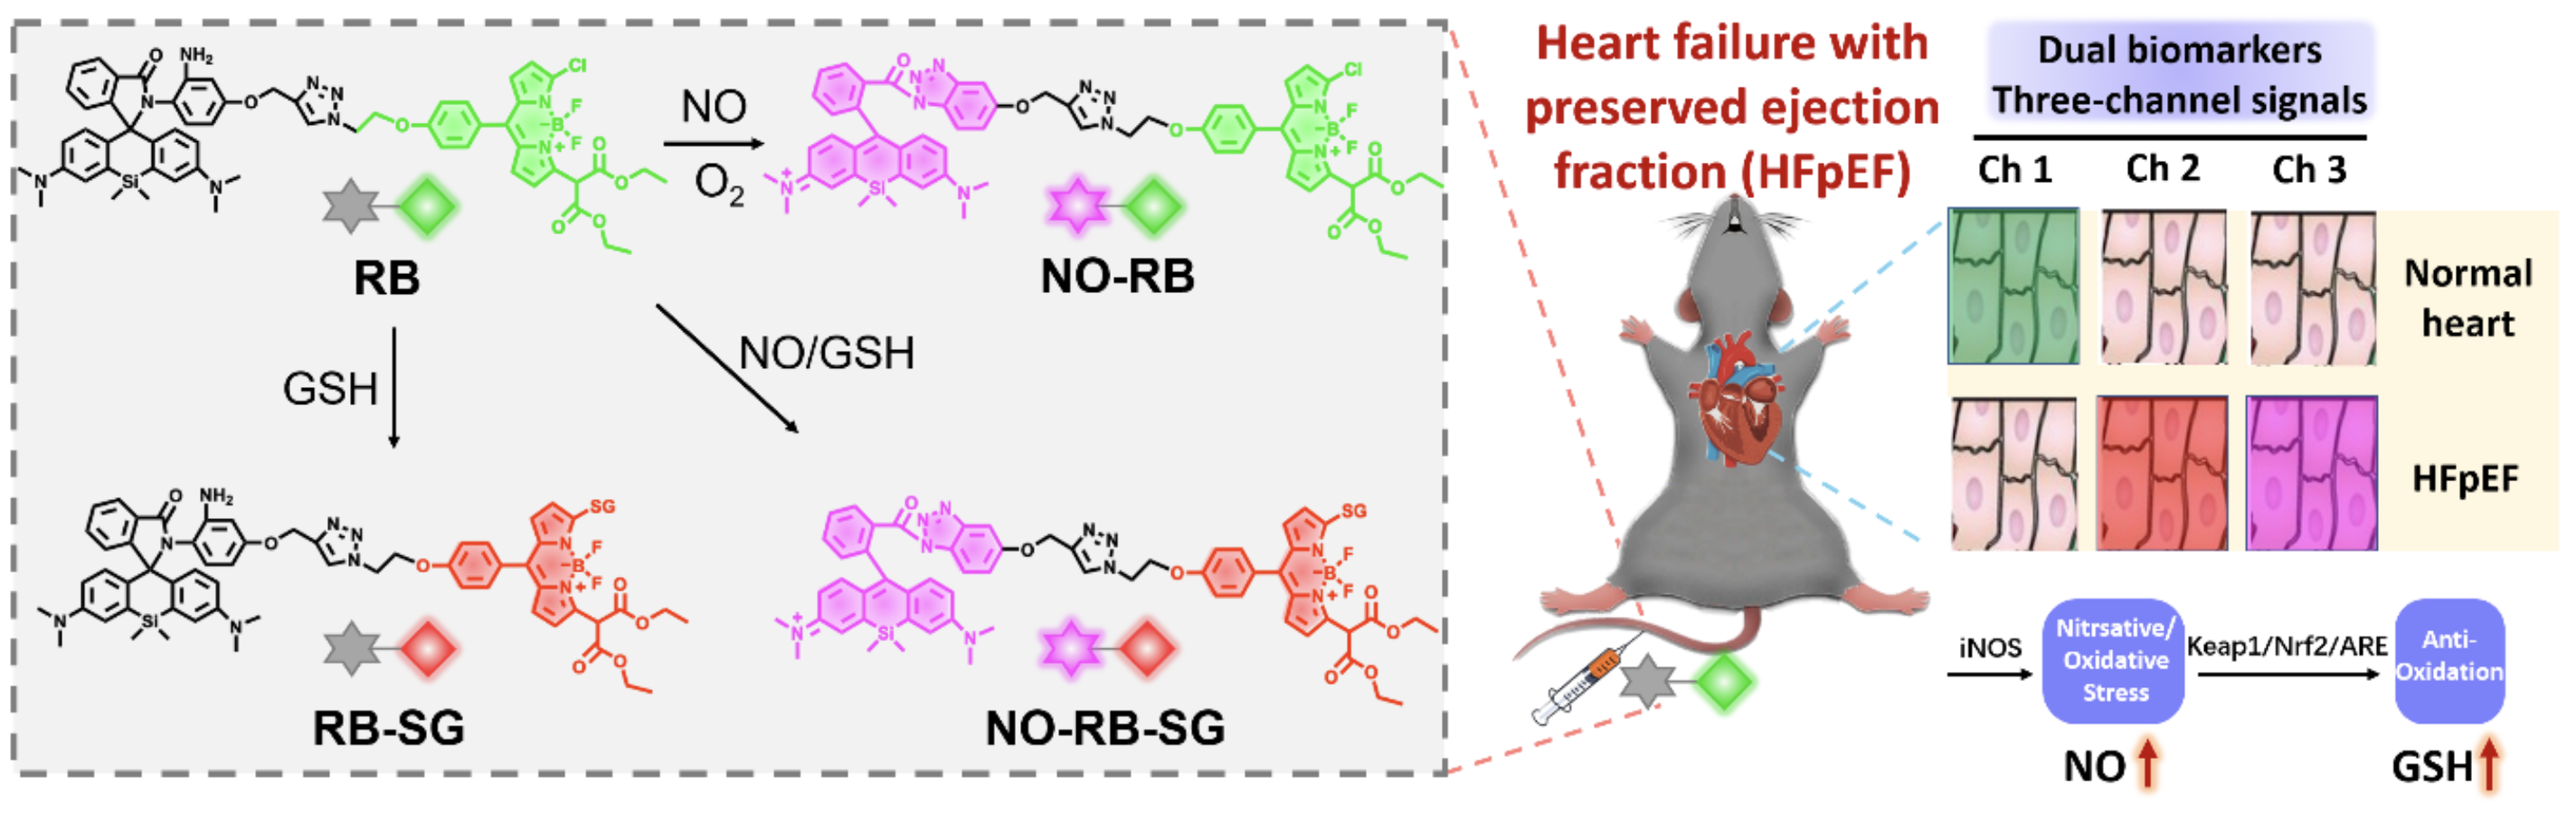 O NH₂
N
O
N N N
Cl
N F
B F
N +
O
O
O
O
Si
N
N
RB
NO
O₂
O N N
N
O
N N N
O
Cl
N F
B F
N +
O
O
O
O
Si
N +
N
NO-RB
GSH
NO/GSH
O NH₂
N
O
N N N
O
SG
N F
B F
N +
O
O
O
O
Si
N
N
RB-SG
O N N
N
O
N N N
O
SG
N F
B F
N +
O
O
O
O
Si
N +
N
NO-RB-SG
Heart failure with
preserved ejection
fraction (HFpEF)
Dual biomarkers
Three-channel signals
Ch 1 Ch 2 Ch 3
Normal
heart
HFpEF
iNOS
Nitrsative/
Oxidative
Stress
Keap1/Nrf2/ARE
Anti-
Oxidation
NO
GSH